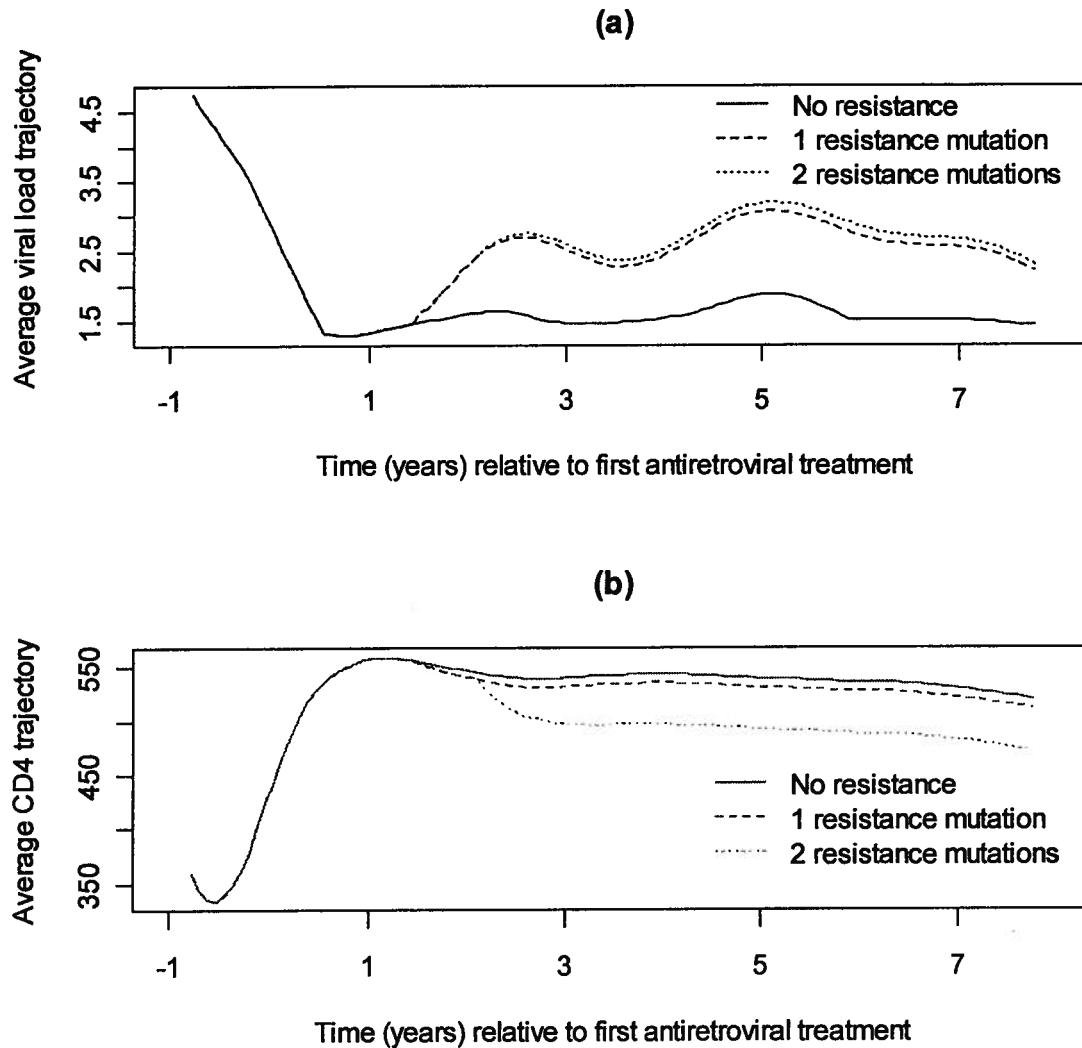 (a)
Average viral load trajectory
4.5
3.5
2.5
1.5
No resistance
1 resistance mutation
2 resistance mutations
-1 1 3 5 7
Time (years) relative to first antiretroviral treatment
(b)
Average CD4 trajectory
550
450
350
No resistance
1 resistance mutation
2 resistance mutations
-1 1 3 5 7
Time (years) relative to first antiretroviral treatment